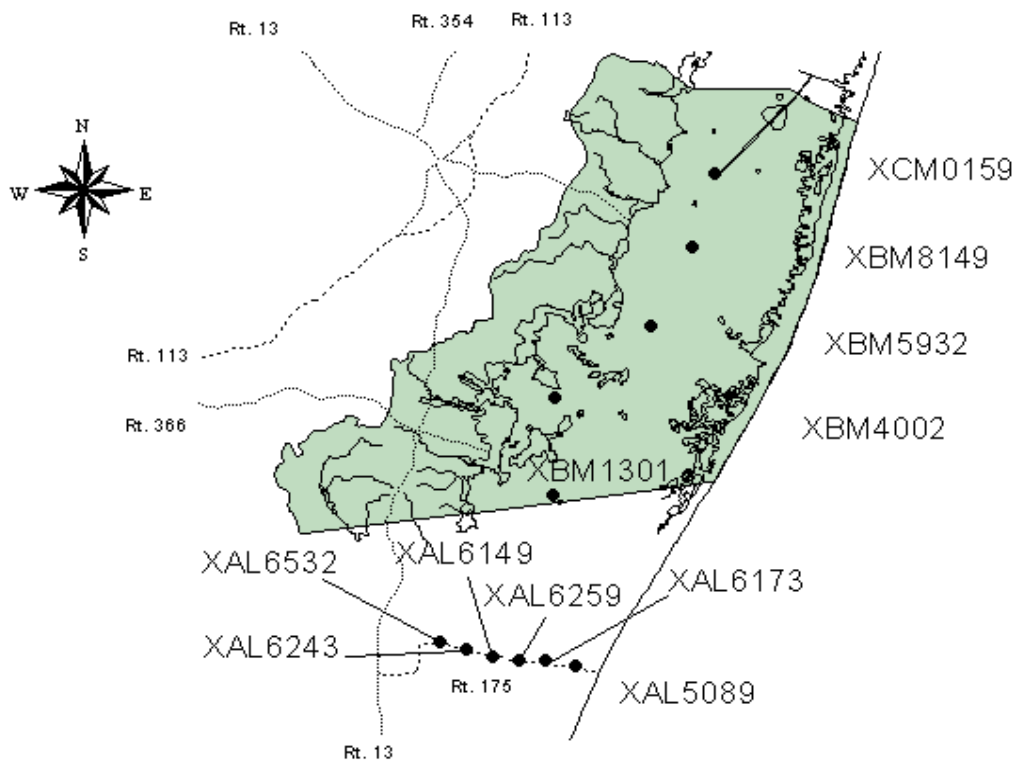 Rt. 13
Rt. 354
Rt. 113
N
W
E
S
XCM0159
XBM8149
XBM5932
Rt. 113
Rt. 366
XBM4002
XBM1301
XAL6532
XAL6149
XAL6259
XAL6173
XAL6243
Rt. 175
XAL5089
Rt. 13